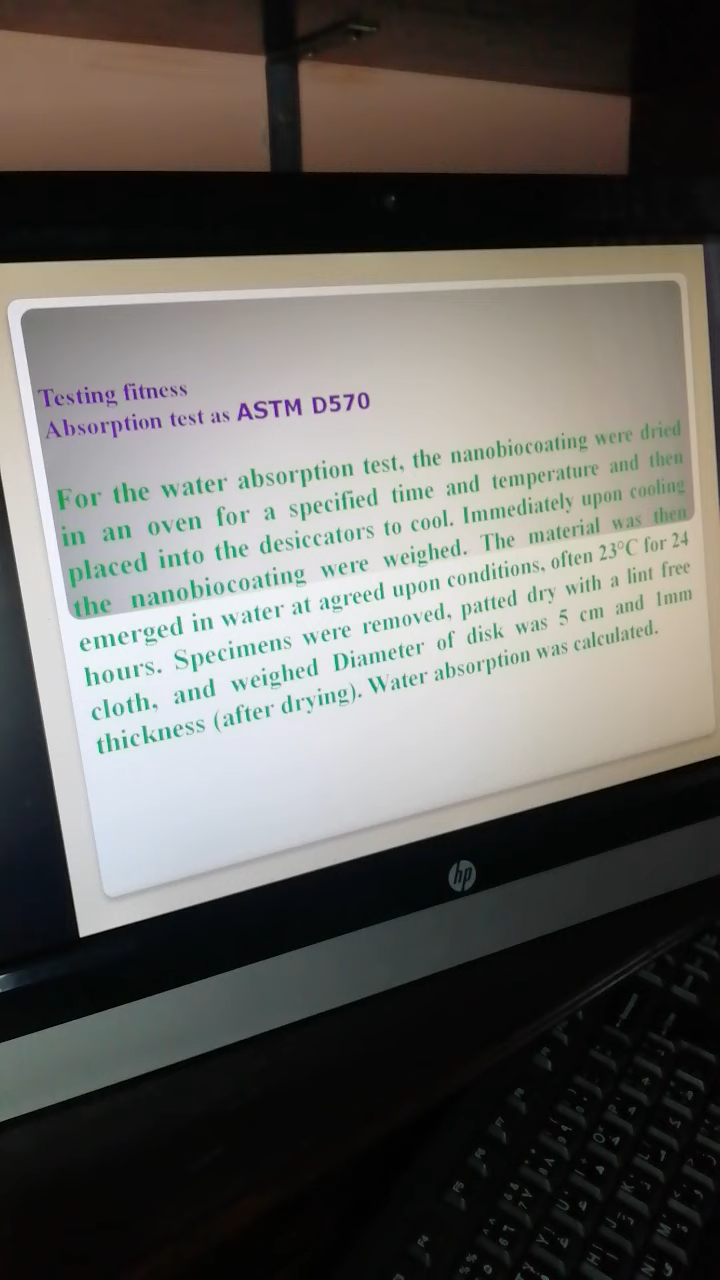 Testing fitness
Absorption test as ASTM D570
For the water absorption test, the nanobiocoating were dried
in an oven for a specified time and temperature and then
placed into the desiccators to cool. Immediately upon cooling
the nanobiocoating were weighed. The material was then
emerged in water at agreed upon conditions, often 23°C for 24
hours. Specimens were removed, patted dry with a lint free
cloth, and weighed Diameter of disk was 5 cm and 1mm
thickness (after drying). Water absorption was calculated.
hp